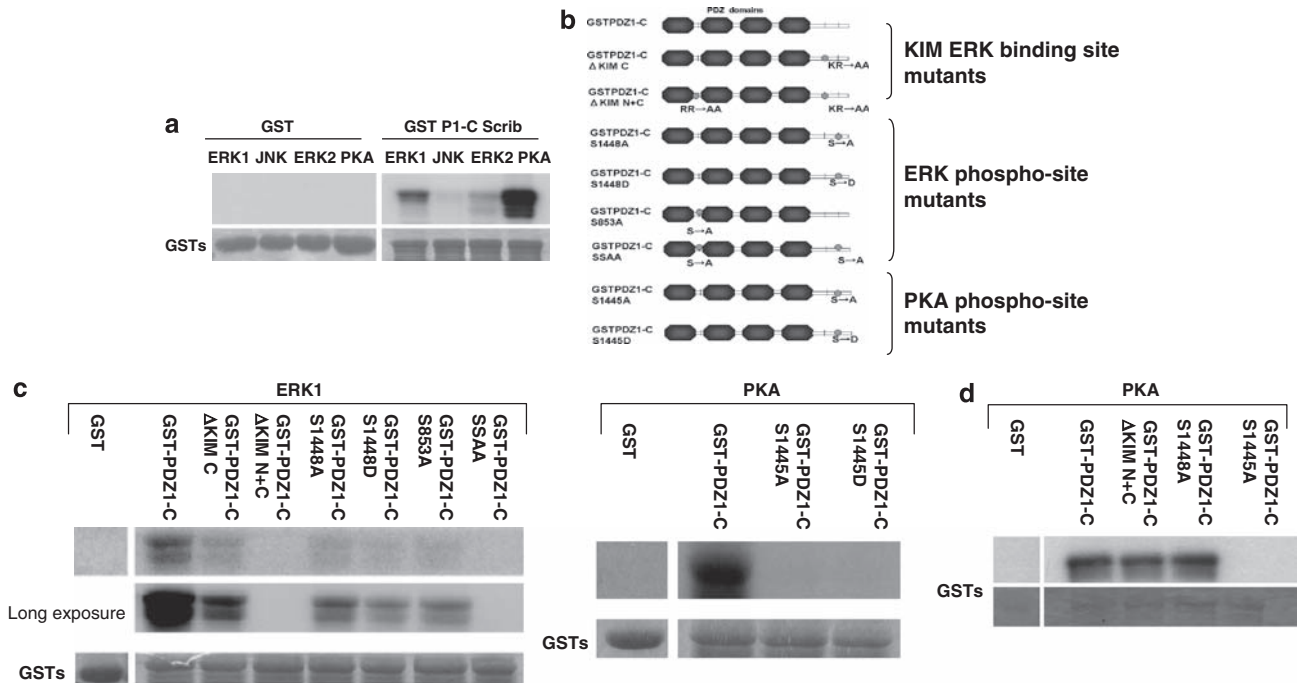 a
GST
GST P1-C Scrib
ERK1 JNK ERK2 PKA
ERK1 JNK ERK2 PKA
GSTs
b
PDZ domains
GSTPDZ1-C
GSTPDZ1-C
Δ KIM C
KR→AA
GSTPDZ1-C
Δ KIM N+C
RR→AA
KR→AA
KIM ERK binding site
mutants
GSTPDZ1-C
S1448A
S→A
GSTPDZ1-C
S1448D
S→D
GSTPDZ1-C
S853A
S→A
GSTPDZ1-C
SSAA
S→A
S→A
ERK phospho-site
mutants
GSTPDZ1-C
S1445A
S→A
GSTPDZ1-C
S1445D
S→D
PKA phospho-site
mutants
c
ERK1
GST
GST-PDZ1-C
GST-PDZ1-C
ΔKIM C
GST-PDZ1-C
ΔKIM N+C
GST-PDZ1-C
S1448A
GST-PDZ1-C
S1448D
GST-PDZ1-C
S853A
GST-PDZ1-C
SSAA
Long exposure
GSTs
PKA
GST
GST-PDZ1-C
GST-PDZ1-C
S1445A
GST-PDZ1-C
S1445D
GSTs
d
PKA
GST
GST-PDZ1-C
GST-PDZ1-C
ΔKIM N+C
GST-PDZ1-C
S1448A
GST-PDZ1-C
S1445A
GSTs